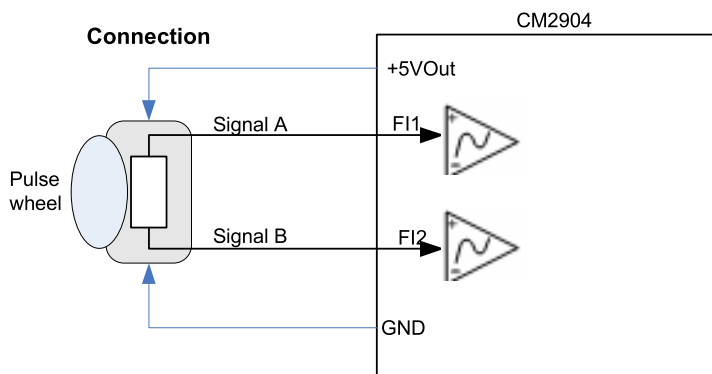 CM2904
Connection
+5VOut
Signal A
FI1
Pulse
wheel
Signal B
FI2
GND